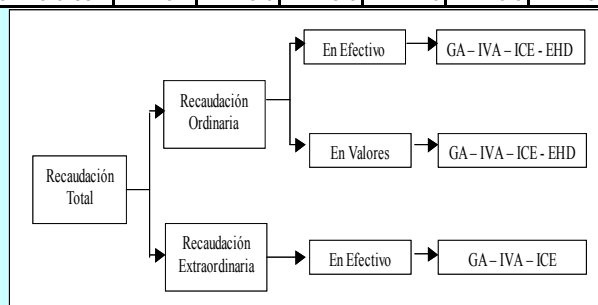 En Efectivo
GA – IVA – ICE - EHD
Recaudación
Ordinaria
En Valores
GA – IVA – ICE - EHD
Recaudación
Total
Recaudación
Extraordinaria
En Efectivo
GA – IVA – ICE